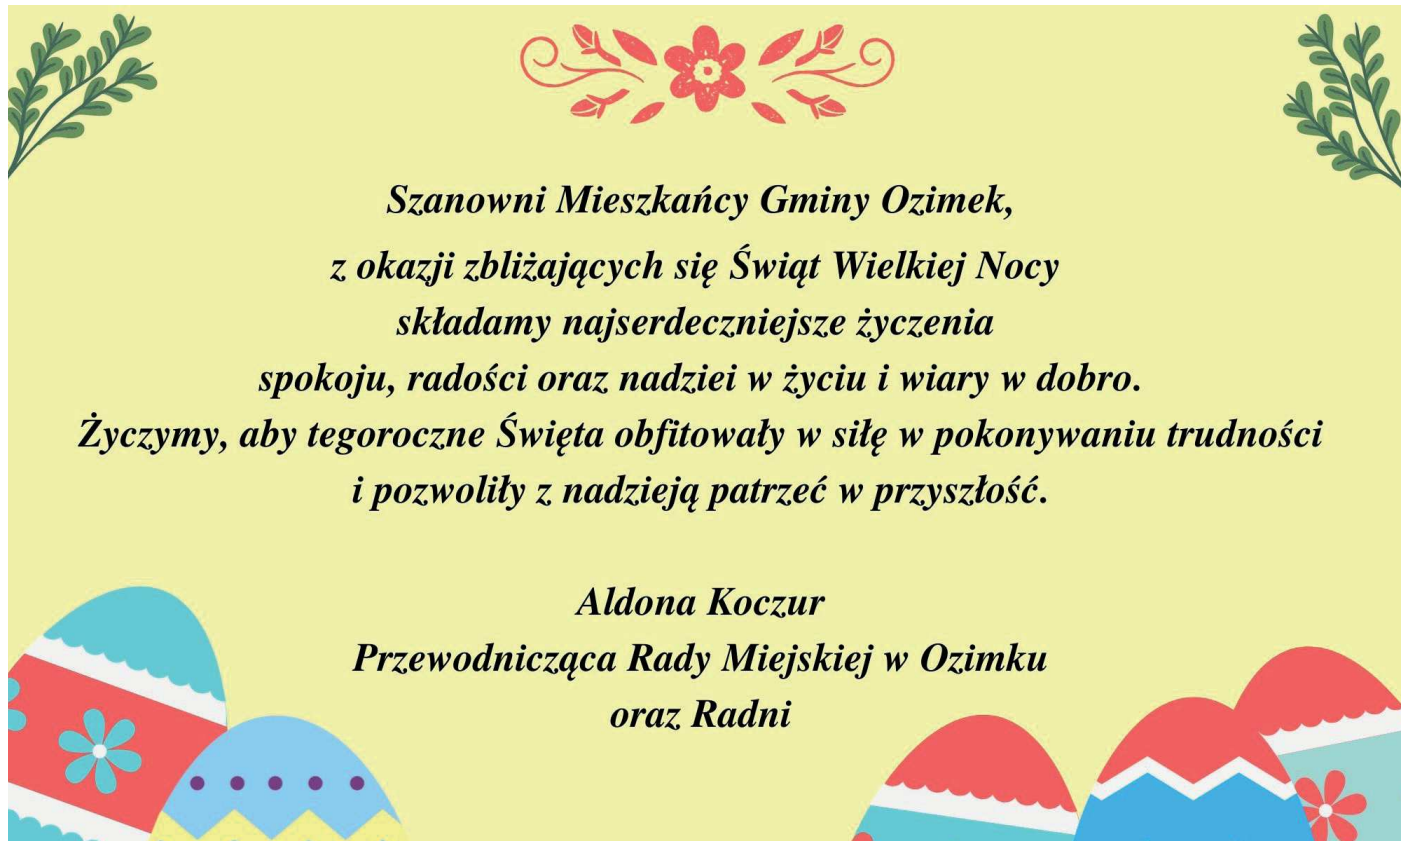 Szanowni Mieszkańcy Gminy Ozimek,
z okazji zbliżających się Świąt Wielkiej Nocy
składamy najserdeczniejsze życzenia
spokoju, radości oraz nadziei w życiu i wiary w dobro.
Życzymy, aby tegoroczne Święta obfitowały w siłę w pokonywaniu trudności
i pozwoliły z nadzieją patrzeć w przyszłość.
Aldona Koczur
Przewodnicząca Rady Miejskiej w Ozimku
oraz Radni